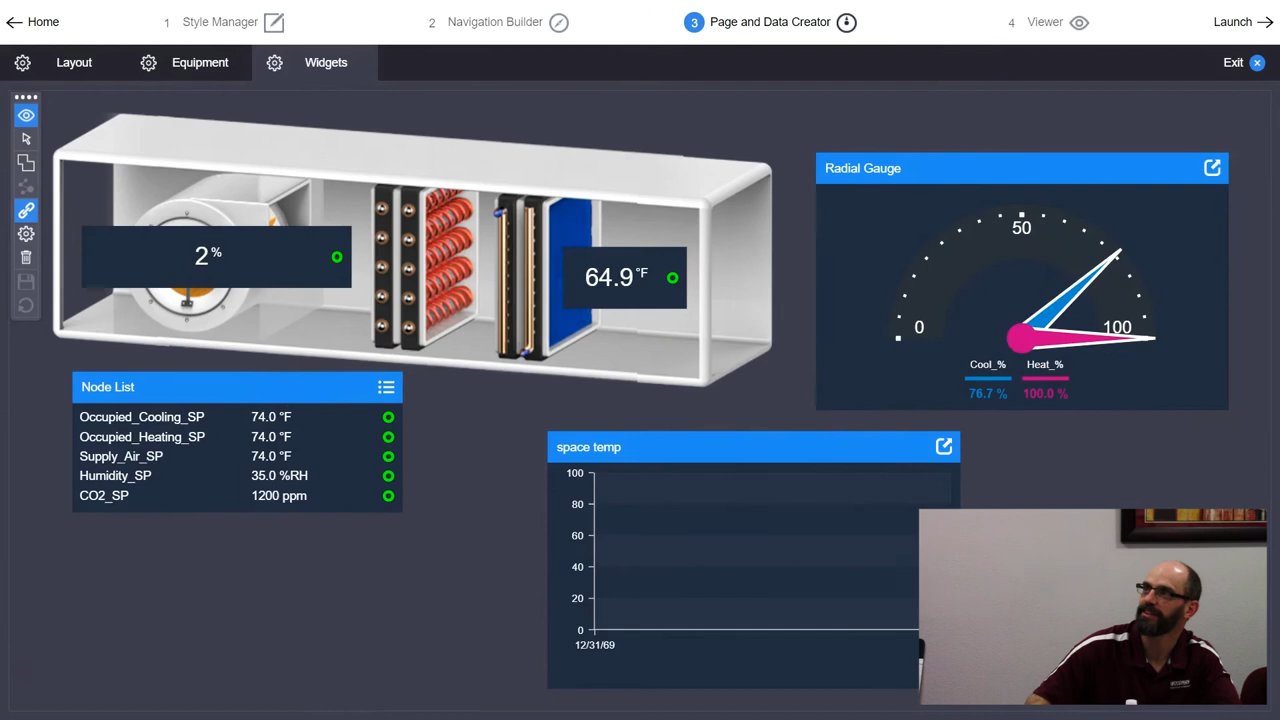 Home
1 Style Manager
2 Navigation Builder
3 Page and Data Creator
4 Viewer
Launch
Layout
Equipment
Widgets
Exit
2%
64.9°F
Radial Gauge
0
50
100
Cool_% Heat_%
76.7 % 100.0 %
Node List
Occupied_Cooling_SP 74.0 °F
Occupied_Heating_SP 74.0 °F
Supply_Air_SP 74.0 °F
Humidity_SP 35.0 %RH
CO2_SP 1200 ppm
space temp
100
80
60
40
20
0
12/31/69